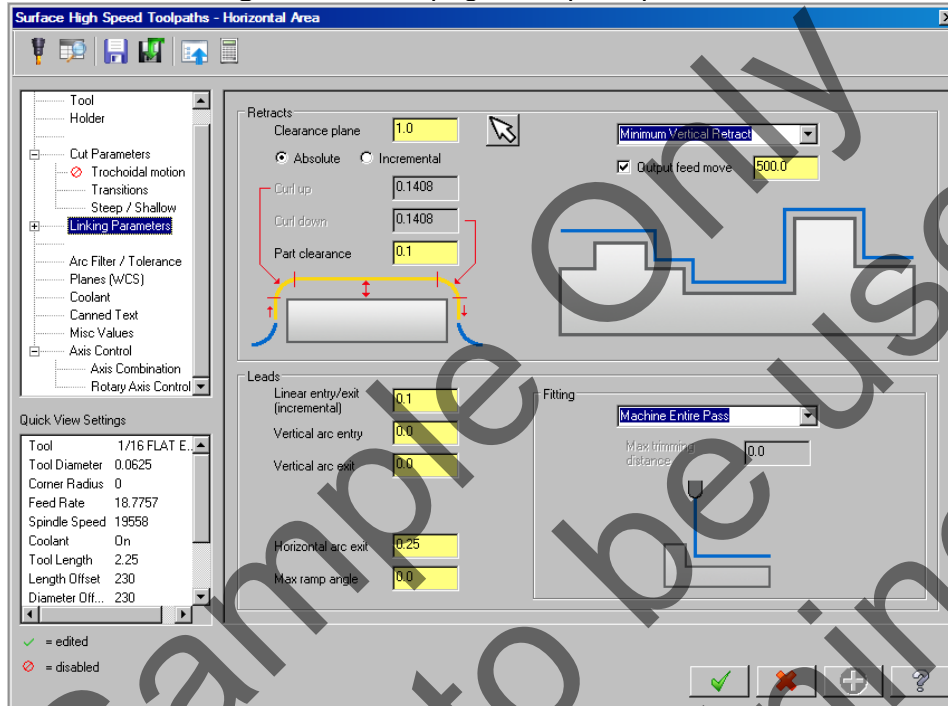 Surface High Speed Toolpaths - Horizontal Area
Tool
Holder
Cut Parameters
Trochoidal motion
Transitions
Steep / Shallow
Linking Parameters
Arc Filter / Tolerance
Planes (WCS)
Coolant
Canned Text
Misc Values
Axis Control
Axis Combination
Rotary Axis Control
Quick View Settings
Tool 1/16 FLAT E...
Tool Diameter 0.0625
Corner Radius 0
Feed Rate 18.7757
Spindle Speed 19558
Coolant On
Tool Length 2.25
Length Offset 230
Diameter Off... 230
= edited
= disabled
Retracts
Clearance plane 1.0
Absolute Incremental
Curl up 0.1408
Curl down 0.1408
Part clearance 0.1
Minimum Vertical Retract
Output feed move 500.0
Leads
Linear entry/exit 0.1
(incremental)
Vertical arc entry 0.0
Vertical arc exit 0.0
Horizontal arc exit 0.25
Max ramp angle 0.0
Fitting
Machine Entire Pass
Max trimming 0.0
distance
Sample Only
to be us